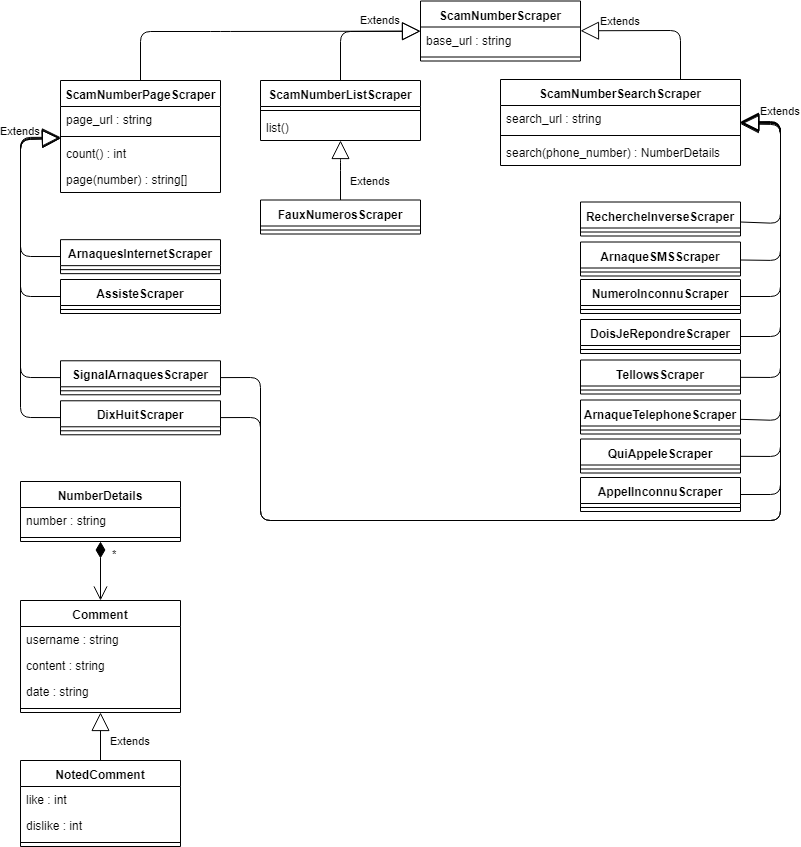 ScamNumberScraper
base_url : string
Extends
Extends
ScamNumberPageScraper
page_url : string
count() : int
page(number) : string[]
Extends
ScamNumberListScraper
list()
Extends
FauxNumerosScraper
ScamNumberSearchScraper
search_url : string
search(phone_number) : NumberDetails
Extends
ArnaquesInternetScraper
AssisteScraper
SignalArnaquesScraper
DixHuitScraper
RechercheInverseScraper
ArnaqueSMSScraper
NumeroInconnuScraper
DoisJeRepondreScraper
TellowsScraper
ArnaqueTelephoneScraper
QuiAppeleScraper
AppelInconnuScraper
NumberDetails
number : string
*
Comment
username : string
content : string
date : string
Extends
NotedComment
like : int
dislike : int